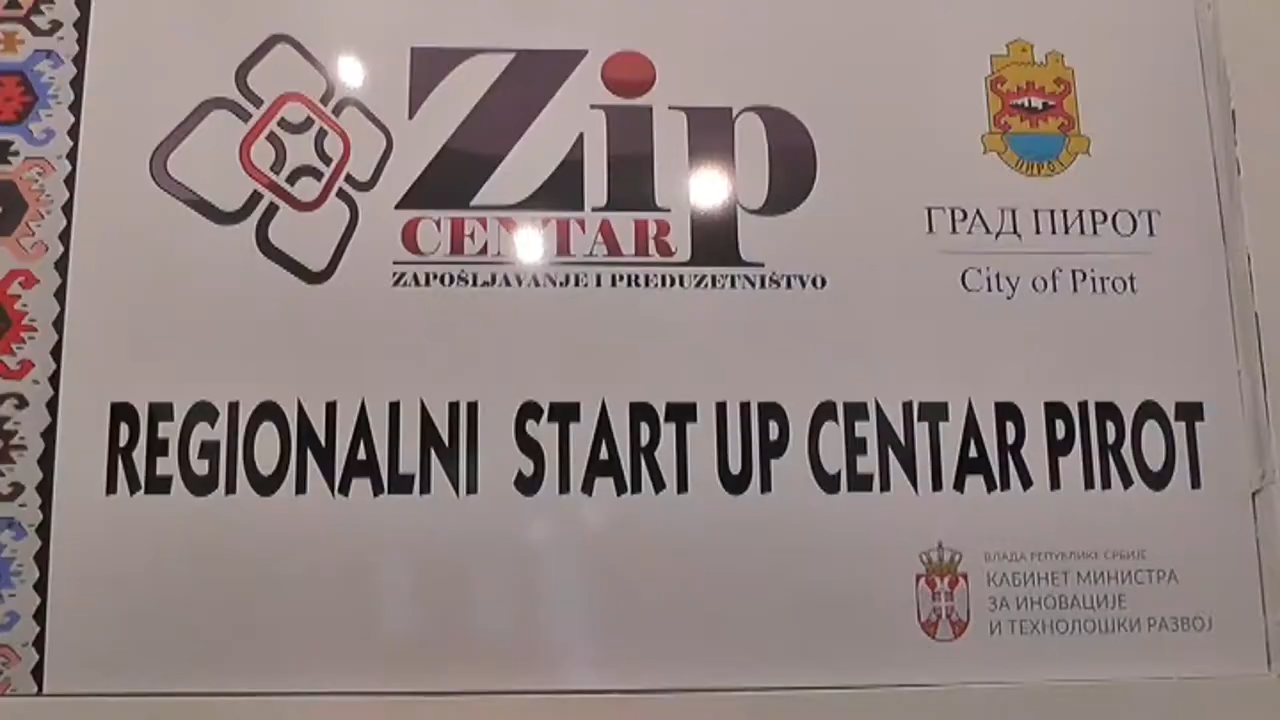 Zip
CENTAR
ZAPOŠLJAVANJE I PREDUZETNIŠTVO
ПИРОТ
ГРАД ПИРОТ
City of Pirot
REGIONALNI START UP CENTAR PIROT
ВЛАДА РЕПУБЛИКЕ СРБИЈЕ
КАБИНЕТ МИНИСТРА
ЗА ИНОВАЦИЈЕ
И ТЕХНОЛОШКИ РАЗВОЈ